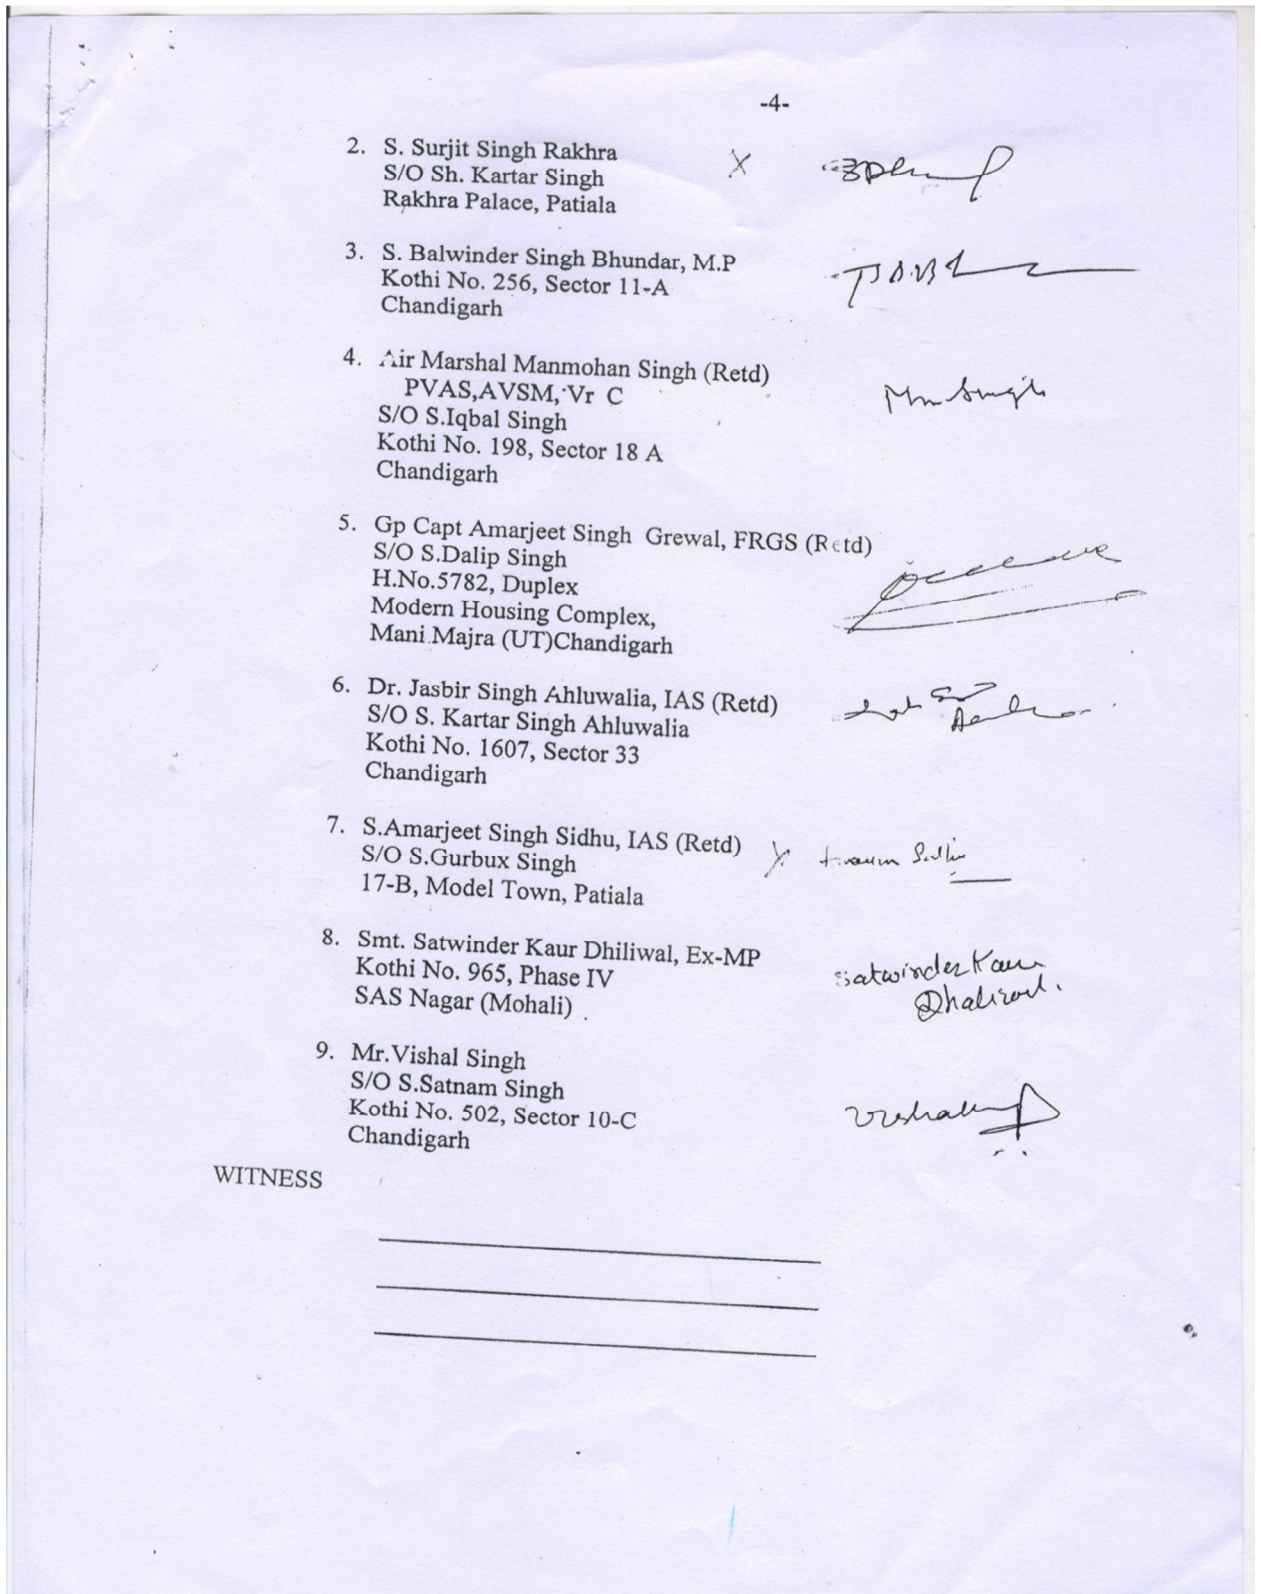 -4-
2. S. Surjit Singh Rakhra X
S/O Sh. Kartar Singh
Rakhra Palace, Patiala
3. S. Balwinder Singh Bhundar, M.P
Kothi No. 256, Sector 11-A
Chandigarh
4. Air Marshal Manmohan Singh (Retd)
PVAS,AVSM, Vr C
S/O S.Iqbal Singh
Kothi No. 198, Sector 18 A
Chandigarh
5. Gp Capt Amarjeet Singh Grewal, FRGS (Retd)
S/O S.Dalip Singh
H.No.5782, Duplex
Modern Housing Complex,
Mani Majra (UT)Chandigarh
6. Dr. Jasbir Singh Ahluwalia, IAS (Retd)
S/O S. Kartar Singh Ahluwalia
Kothi No. 1607, Sector 33
Chandigarh
7. S.Amarjeet Singh Sidhu, IAS (Retd) X
S/O S.Gurbux Singh
17-B, Model Town, Patiala
8. Smt. Satwinder Kaur Dhiliwal, Ex-MP
Kothi No. 965, Phase IV
SAS Nagar (Mohali)
Satwinder Kaur
9. Mr.Vishal Singh
S/O S.Satnam Singh
Kothi No. 502, Sector 10-C
Chandigarh
WITNESS